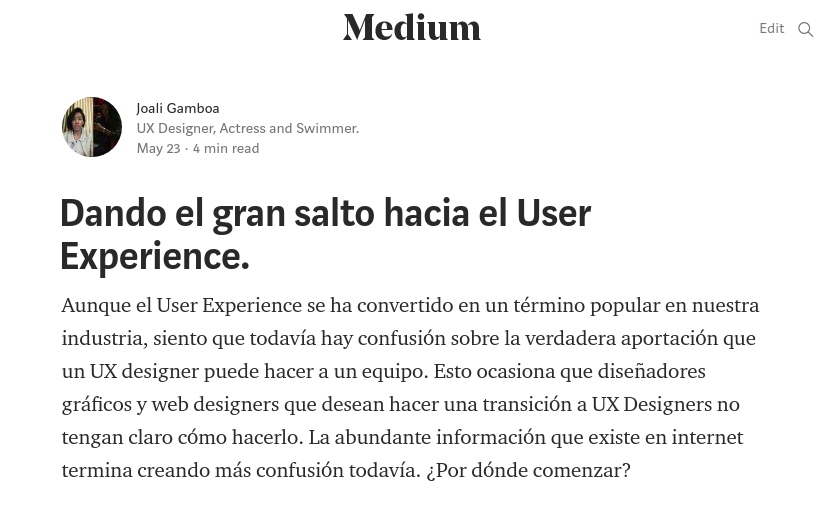 Medium
Edit
Joali Gamboa
UX Designer, Actress and Swimmer.
May 23 · 4 min read
Dando el gran salto hacia el User
Experience.
Aunque el User Experience se ha convertido en un término popular en nuestra
industria, siento que todavía hay confusión sobre la verdadera aportación que
un UX designer puede hacer a un equipo. Esto ocasiona que diseñadores
gráficos y web designers que desean hacer una transición a UX Designers no
tengan claro cómo hacerlo. La abundante información que existe en internet
termina creando más confusión todavía. ¿Por dónde comenzar?